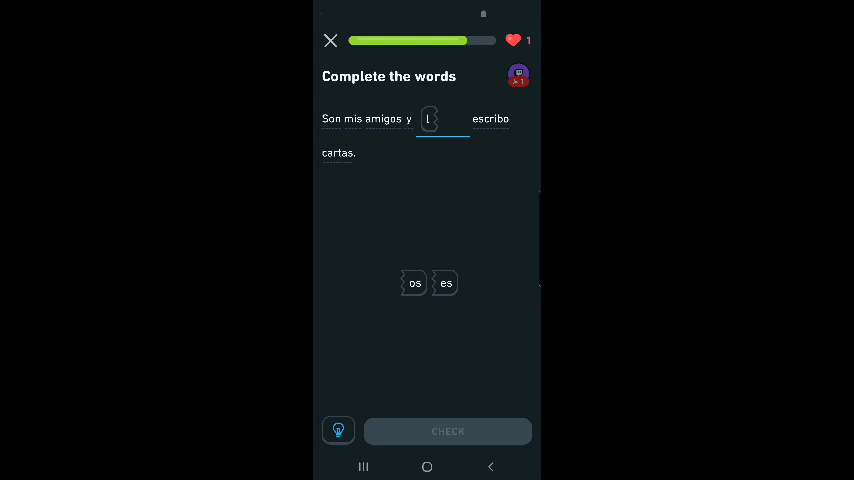 1
Complete the words
Son mis amigos y l escribo
cartas.
os es
CHECK